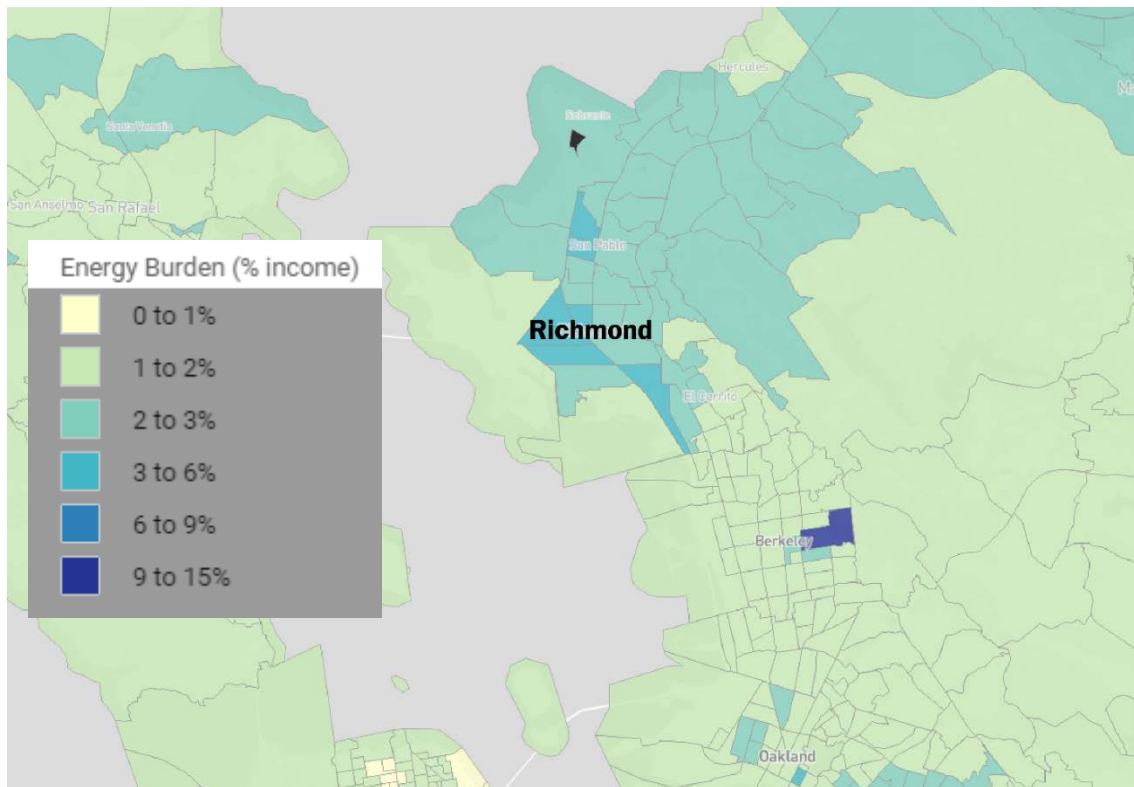 Hercules
Ma
Sobrante
Santa Venetia
San Anselmo
San Rafael
San Pablo
Energy Burden (% income)
0 to 1%
1 to 2%
2 to 3%
3 to 6%
6 to 9%
9 to 15%
Richmond
El Cerrito
Berkeley
Oakland